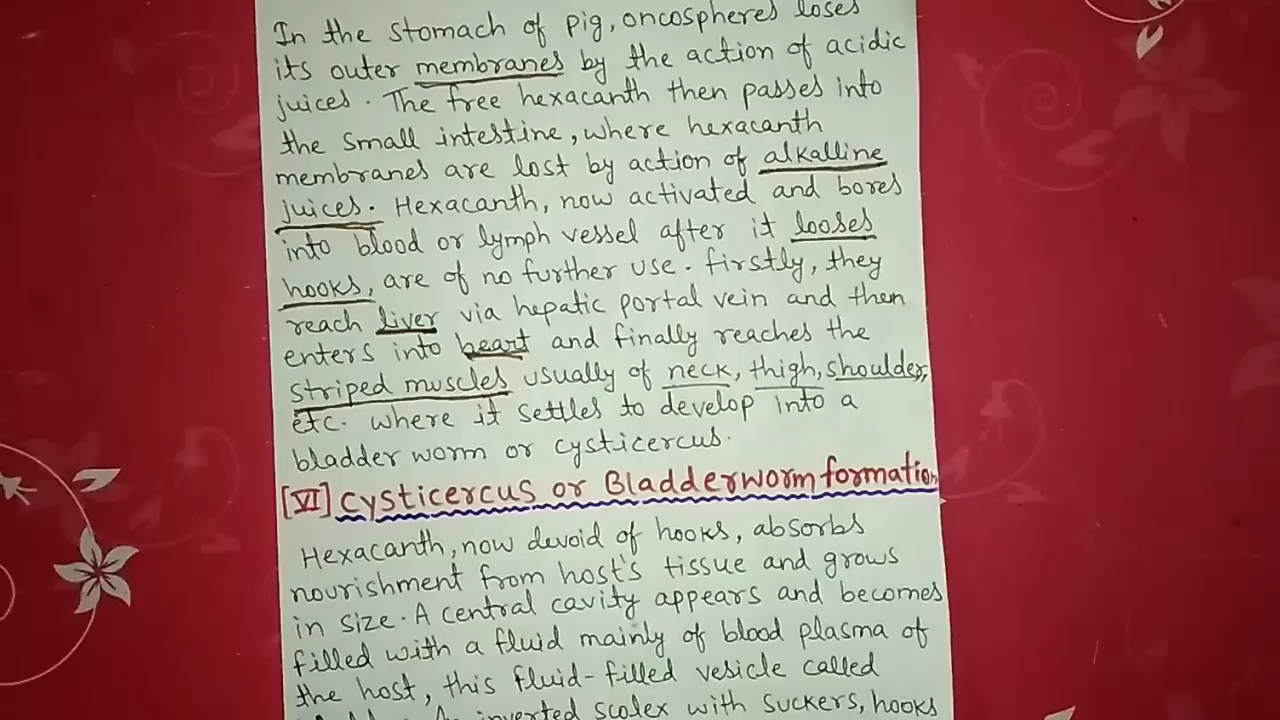 In the stomach of pig, oncospheres loses
its outer membranes by the action of acidic
juices. The free hexacanth then passes into
the small intestine, where hexacanth
membranes are lost by action of alkalline
juices. Hexacanth, now activated and bores
into blood or lymph vessel after it looses
hooks, are of no further use. Firstly, they
reach liver via hepatic portal vein and then
enters into heart and finally reaches the
striped muscles usually of neck, thigh, shoulder,
etc. where it settles to develop into a
bladder worm or cysticercus.
[VI] Cysticercus or Bladderworm formation
Hexacanth, now devoid of hooks, absorbs
nourishment from host's tissue and grows
in size. A central cavity appears and becomes
filled with a fluid mainly of blood plasma of
the host, this fluid-filled vesicle called
inverted scolex with suckers, hooks